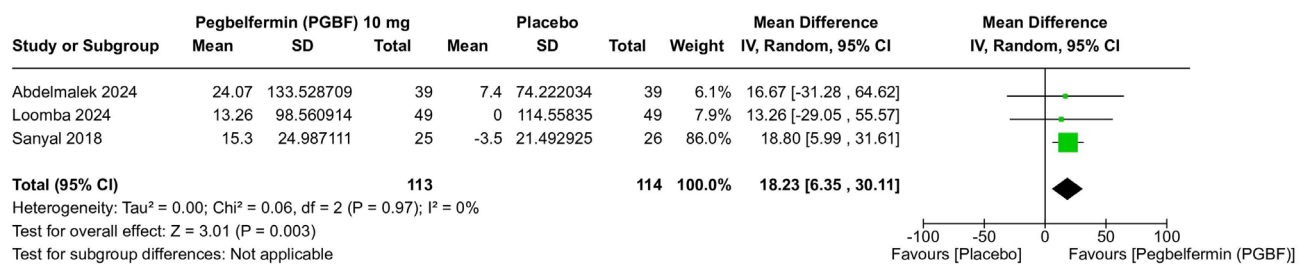 Pegbelfermin (PGBF) 10 mg Placebo Mean Difference Mean Difference
Study or Subgroup Mean SD Total Mean SD Total Weight IV, Random, 95% CI IV, Random, 95% CI
Abdelmalek 2024 24.07 133.528709 39 7.4 74.222034 39 6.1% 16.67 [-31.28 , 64.62]
Loomba 2024 13.26 98.560914 49 0 114.55835 49 7.9% 13.26 [-29.05 , 55.57]
Sanyal 2018 15.3 24.987111 25 -3.5 21.492925 26 86.0% 18.80 [5.99 , 31.61]
Total (95% CI) 113 114 100.0% 18.23 [6.35 , 30.11]
Heterogeneity: Tau² = 0.00; Chi² = 0.06, df = 2 (P = 0.97); I² = 0%
Test for overall effect: Z = 3.01 (P = 0.003)
Test for subgroup differences: Not applicable
-100 -50 0 50 100
Favours [Placebo] Favours [Pegbelfermin (PGBF)]